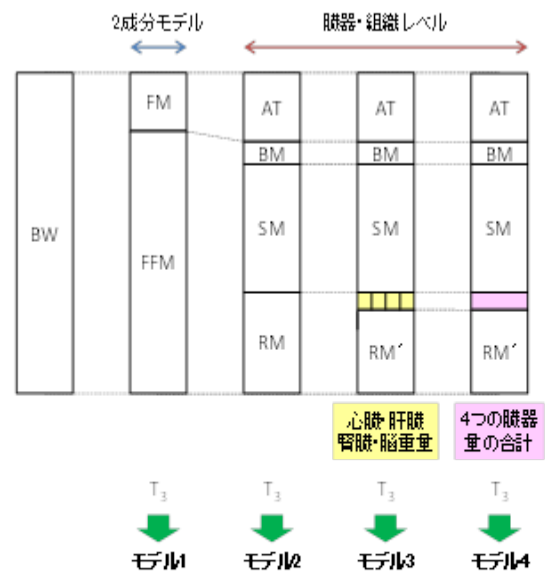 2成分モデル 臓器・組織レベル
FM AT AT AT
BM BM BM
BW FFM SM SM SM
RM RM´ RM´
心臓・肝臓
腎臓・脳重量
4つの臓器
量の合計
T3 T3 T3 T3
モデル1 モデル2 モデル3 モデル4